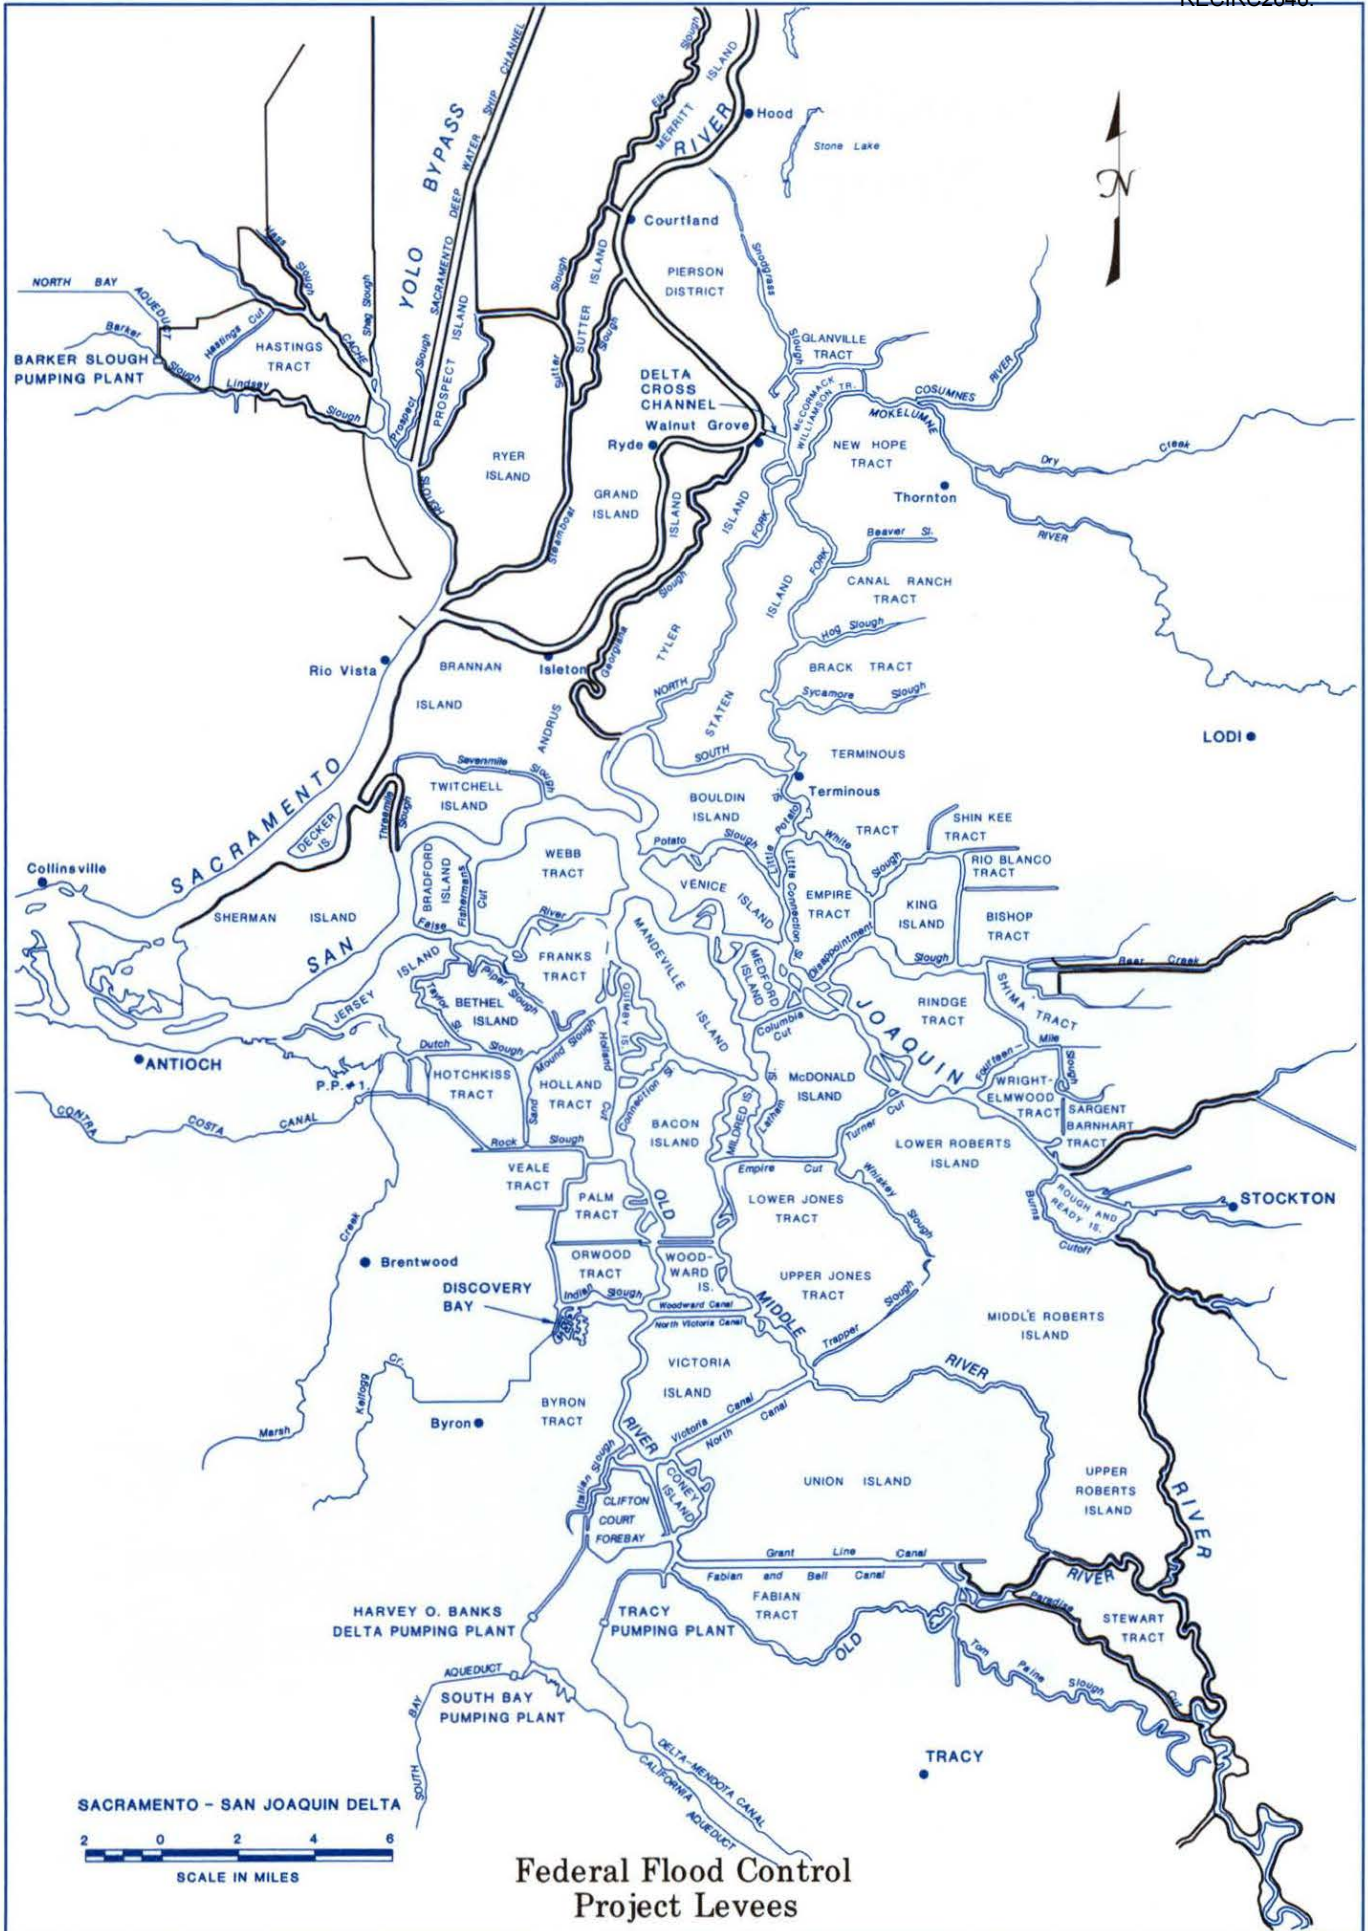 YOLO BYPASS
SACRAMENTO DEEP WATER SHIP CHANNEL
Elk Slough
MERRITT ISLAND
RIVER
Hood
Stone Lake
N
Courtland
PIERSON
DISTRICT
Snodgrass
Slough
GLANVILLE
TRACT
NORTH BAY AQUEDUCT
Barker
Slough
BARKER SLOUGH
PUMPING PLANT
Hastings Cut
HASTINGS
TRACT
Lindsey
Slough
Hass
Slough
CACHE
Shag Slough
Prospect
Slough
PROSPECT ISLAND
SLOUGH
Sutter
Slough
SUTTER ISLAND
Slough
Steamboat
DELTA
CROSS
CHANNEL
Walnut Grove
Ryde
McCORMACK
WILLIAMSON TR.
COSUMNES
RIVER
MOKELUMNE
NEW HOPE
TRACT
Dry
Creek
Thornton
RIVER
RYER
ISLAND
GRAND
ISLAND
ISLAND
Georgiana
Slough
TYLER
ISLAND
NORTH
FORK
STATEN
ISLAND
SOUTH
FORK
Beaver Sl.
CANAL RANCH
TRACT
Hog Slough
BRACK TRACT
Sycamore Slough
TERMINOUS
Terminous
TRACT
LODI
Rio Vista
BRANNAN
ISLAND
Isleton
ANDRUS
Sevenmile
Slough
TWITCHELL
ISLAND
Threemile
Slough
SACRAMENTO
DECKER
IS.
Collinsville
SHERMAN ISLAND
SAN
BRADFORD
ISLAND
Fishermans
Cut
False
River
WEBB
TRACT
BOULDIN
ISLAND
Potato
Slough
Little
Potato
Sl.
White
Slough
SHIN KEE
TRACT
RIO BLANCO
TRACT
VENICE
ISLAND
Little Connection Sl.
EMPIRE
TRACT
KING
ISLAND
BISHOP
TRACT
Disappointment
Slough
Bear Creek
FRANKS
TRACT
MANDEVILLE
ISLAND
MEDFORD
ISLAND
Columbia
Cut
JOAQUIN
RINDGE
TRACT
SHIMA TRACT
JERSEY
ISLAND
Taylor
Sl.
Piper Slough
BETHEL
ISLAND
QUIMBY IS.
ANTIOCH
P.P.#1.
Dutch
Slough
Sand
Mound Slough
Holland
Cut
HOTCHKISS
TRACT
HOLLAND
TRACT
Connection Sl.
BACON
ISLAND
MILDRED IS.
Latham
Sl.
McDONALD
ISLAND
Turner
Cut
Fourteen
Mile
Slough
WRIGHT-
ELMWOOD
TRACT
SARGENT
BARNHART
TRACT
CONTRA COSTA CANAL
Rock Slough
VEALE
TRACT
PALM
TRACT
OLD
Empire Cut
Whiskey
Slough
LOWER ROBERTS
ISLAND
LOWER JONES
TRACT
Burns
Cutoff
ROUGH AND
READY IS.
STOCKTON
Brentwood
Creek
ORWOOD
TRACT
WOOD-
WARD
IS.
UPPER JONES
TRACT
Trapper
Slough
MIDDLE
RIVER
MIDDLE ROBERTS
ISLAND
DISCOVERY
BAY
Indian Slough
Woodward Canal
North Victoria Canal
VICTORIA
ISLAND
Victoria Canal
North Canal
Kellogg
Cr.
Marsh
Byron
BYRON
TRACT
RIVER
Italian Slough
CLIFTON
COURT
FOREBAY
CONEY
ISLAND
UNION ISLAND
UPPER
ROBERTS
ISLAND
RIVER
Grant Line Canal
Fabian and Bell Canal
FABIAN
TRACT
OLD
RIVER
Paradise
Cut
STEWART
TRACT
Tom Paine Slough
HARVEY O. BANKS
DELTA PUMPING PLANT
TRACY
PUMPING PLANT
SOUTH BAY AQUEDUCT
SOUTH BAY
PUMPING PLANT
DELTA-MENDOTA CANAL
CALIFORNIA AQUEDUCT
TRACY
SACRAMENTO - SAN JOAQUIN DELTA
2 0 2 4 6
SCALE IN MILES
Federal Flood Control
Project Levees